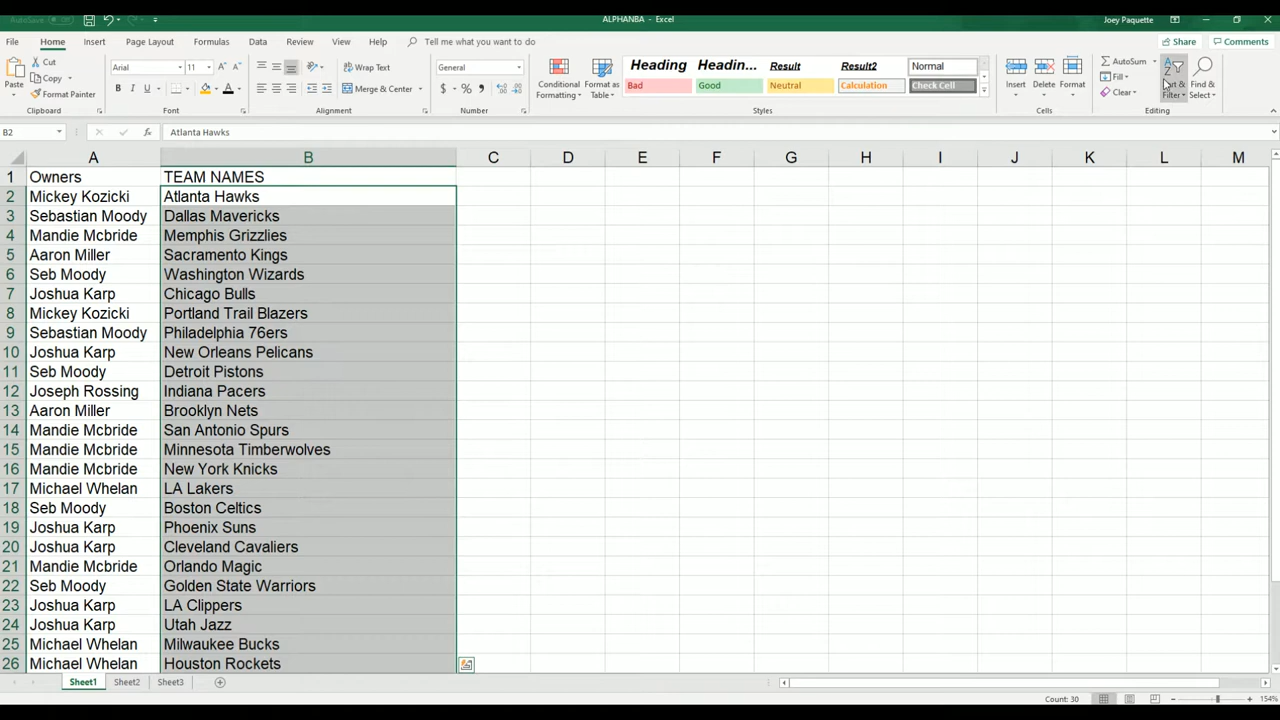 AutoSave Off ALPHANBA - Excel Joey Paquette
File Home Insert Page Layout Formulas Data Review View Help Tell me what you want to do Share Comments
Cut
Copy
Format Painter
Paste
Clipboard
Arial 11
B I U
Font
Wrap Text
Merge & Center
Alignment
General
$ % ,
Number
Conditional Formatting
Format as Table
Heading Headin... Result Result2 Normal
Bad Good Neutral Calculation Check Cell
Styles
Insert Delete Format
Cells
AutoSum
Fill
Clear
Sort & Filter
Find & Select
Editing
B2 fx Atlanta Hawks
A B C D E F G H I J K L M
1 Owners TEAM NAMES
2 Mickey Kozicki Atlanta Hawks
3 Sebastian Moody Dallas Mavericks
4 Mandie Mcbride Memphis Grizzlies
5 Aaron Miller Sacramento Kings
6 Seb Moody Washington Wizards
7 Joshua Karp Chicago Bulls
8 Mickey Kozicki Portland Trail Blazers
9 Sebastian Moody Philadelphia 76ers
10 Joshua Karp New Orleans Pelicans
11 Seb Moody Detroit Pistons
12 Joseph Rossing Indiana Pacers
13 Aaron Miller Brooklyn Nets
14 Mandie Mcbride San Antonio Spurs
15 Mandie Mcbride Minnesota Timberwolves
16 Mandie Mcbride New York Knicks
17 Michael Whelan LA Lakers
18 Seb Moody Boston Celtics
19 Joshua Karp Phoenix Suns
20 Joshua Karp Cleveland Cavaliers
21 Mandie Mcbride Orlando Magic
22 Seb Moody Golden State Warriors
23 Joshua Karp LA Clippers
24 Joshua Karp Utah Jazz
25 Michael Whelan Milwaukee Bucks
26 Michael Whelan Houston Rockets
Sheet1 Sheet2 Sheet3
Count: 30 154%